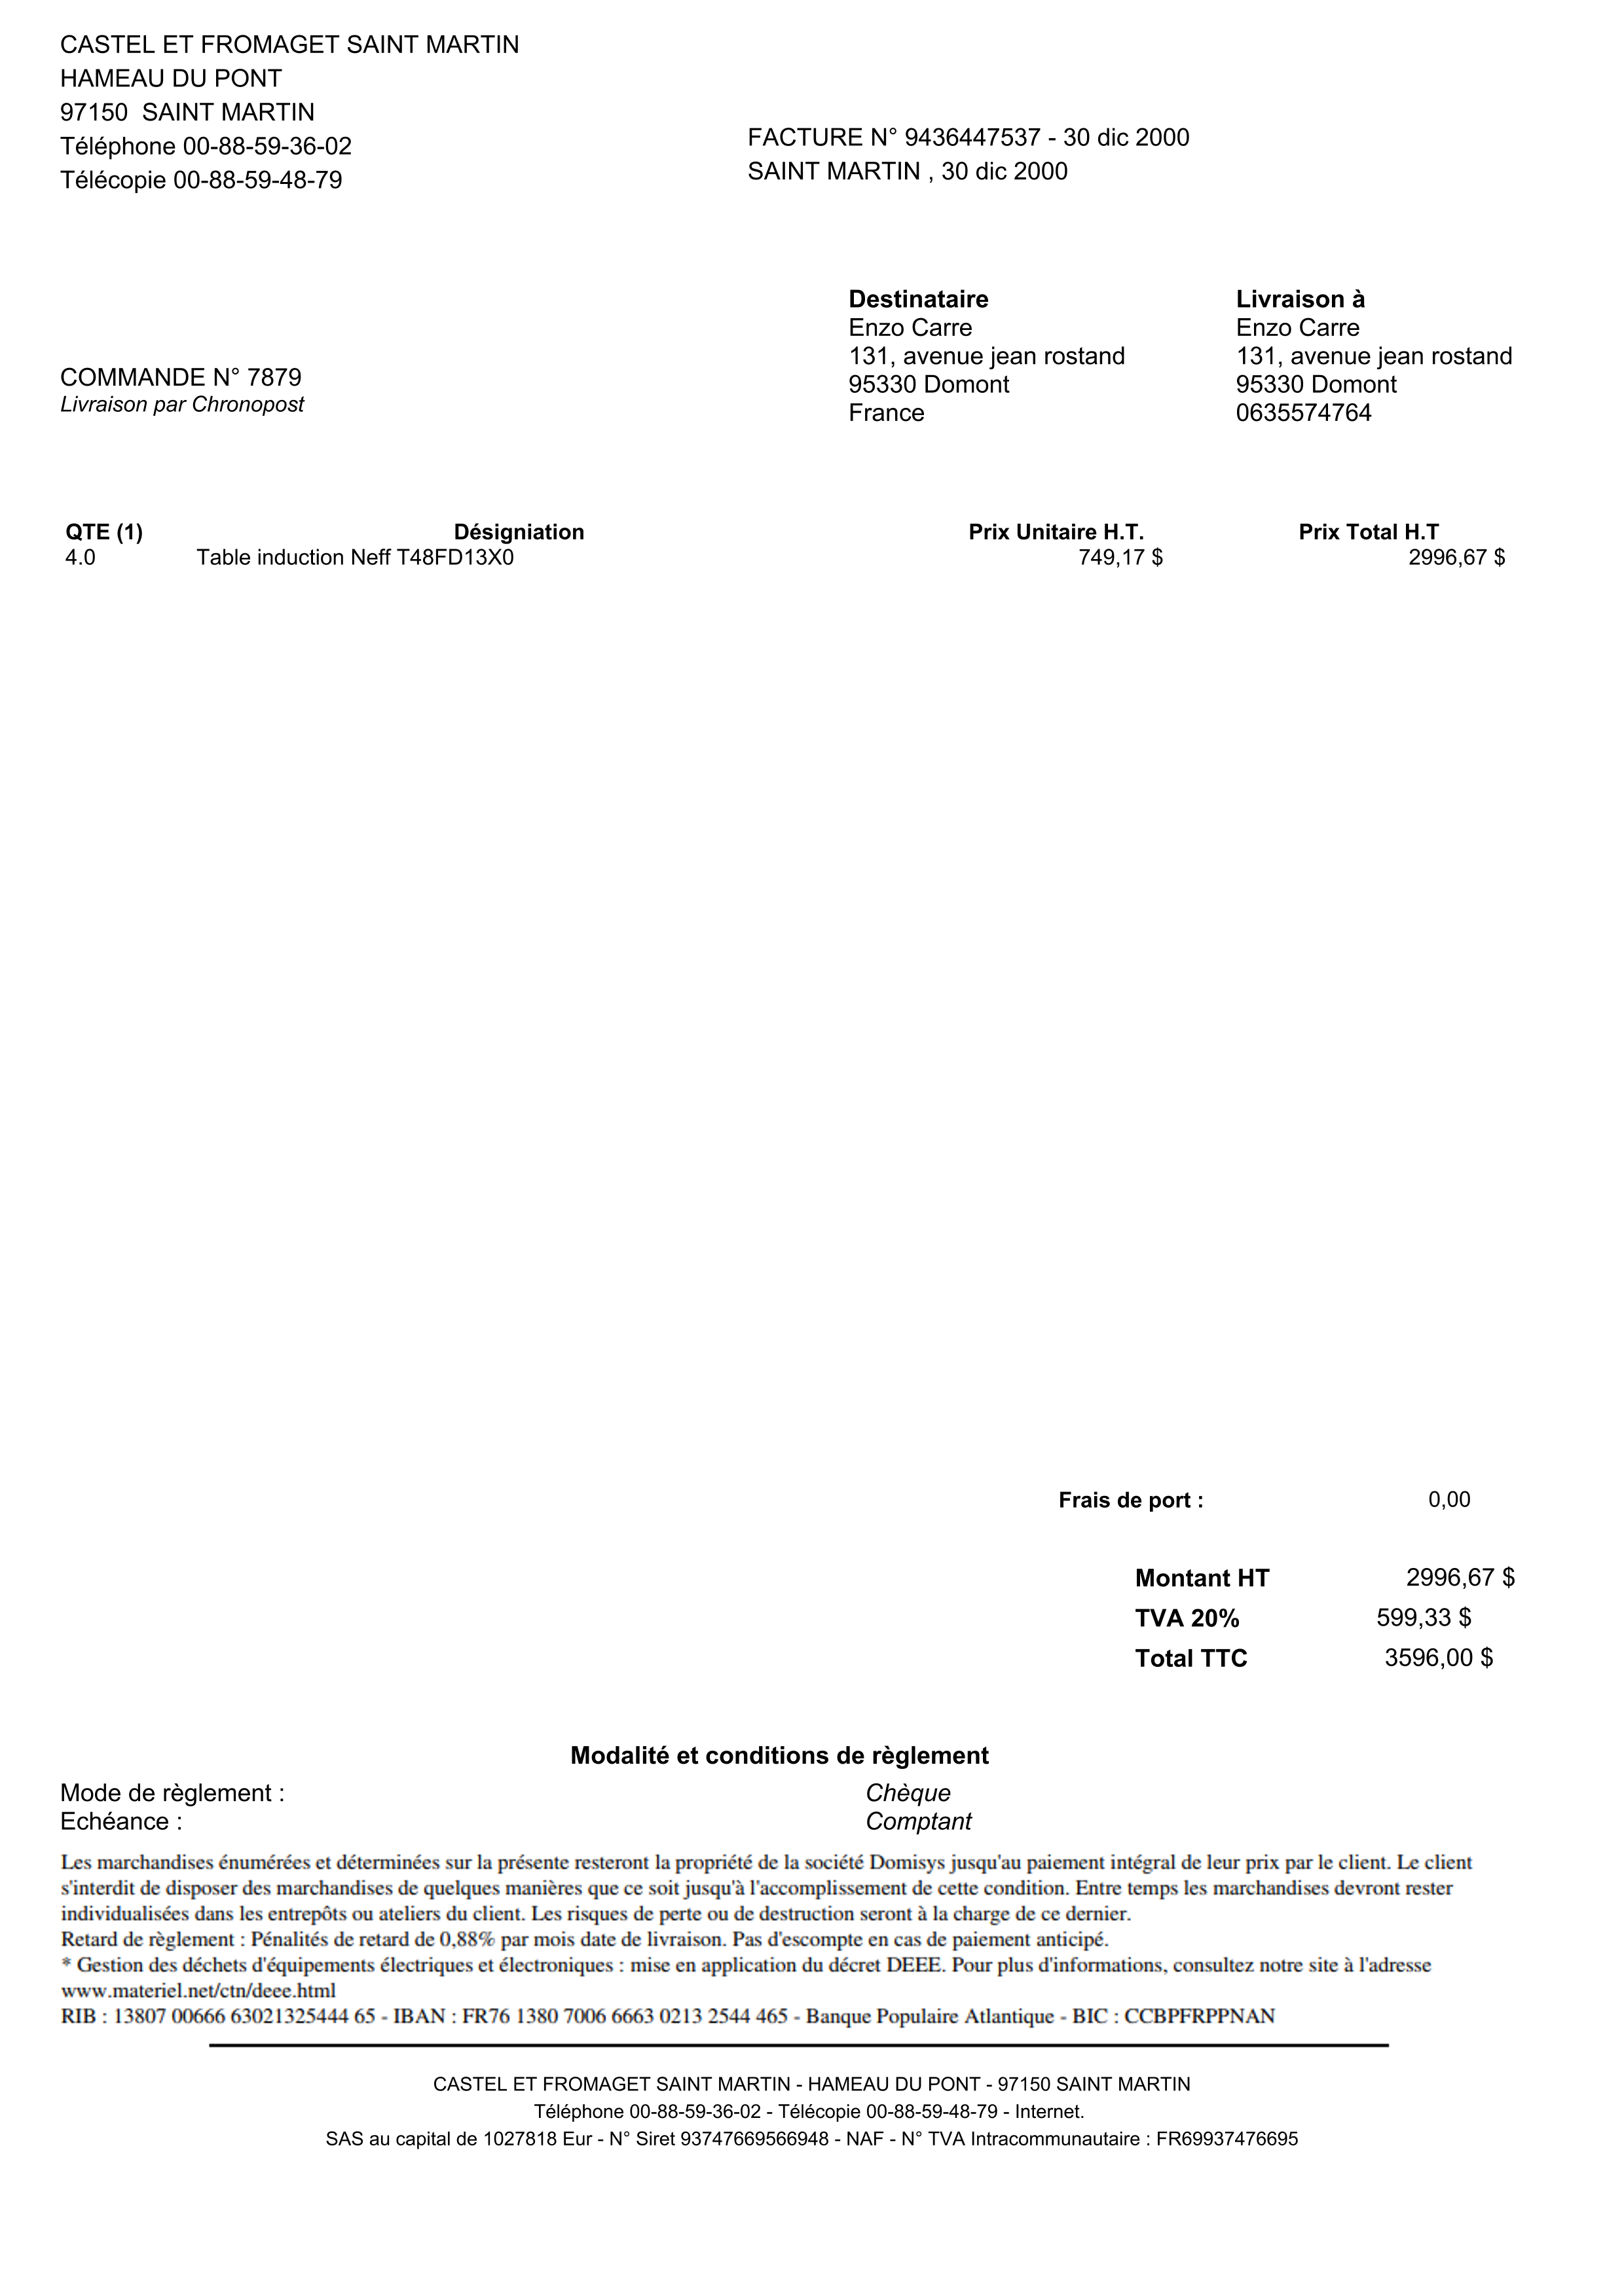 CASTEL ET FROMAGET SAINT MARTIN
HAMEAU DU PONT
97150  SAINT MARTIN
Téléphone 00-88-59-36-02
Télécopie 00-88-59-48-79
FACTURE N° 9436447537 - 30 dic 2000
SAINT MARTIN , 30 dic 2000
COMMANDE N° 7879
Livraison par Chronopost
Destinataire
Enzo Carre
131, avenue jean rostand
95330 Domont
France
Livraison à
Enzo Carre
131, avenue jean rostand
95330 Domont
0635574764
QTE (1) Désigniation Prix Unitaire H.T. Prix Total H.T
4.0 Table induction Neff T48FD13X0 749,17 $ 2996,67 $
Frais de port : 0,00
Montant HT 2996,67 $
TVA 20% 599,33 $
Total TTC 3596,00 $
Modalité et conditions de règlement
Mode de règlement : Chèque
Echéance : Comptant
Les marchandises énumérées et déterminées sur la présente resteront la propriété de la société Domisys jusqu'au paiement intégral de leur prix par le client. Le client
s'interdit de disposer des marchandises de quelques manières que ce soit jusqu'à l'accomplissement de cette condition. Entre temps les marchandises devront rester
individualisées dans les entrepôts ou ateliers du client. Les risques de perte ou de destruction seront à la charge de ce dernier.
Retard de règlement : Pénalités de retard de 0,88% par mois date de livraison. Pas d'escompte en cas de paiement anticipé.
* Gestion des déchets d'équipements électriques et électroniques : mise en application du décret DEEE. Pour plus d'informations, consultez notre site à l'adresse
www.materiel.net/ctn/deee.html
RIB : 13807 00666 63021325444 65 - IBAN : FR76 1380 7006 6663 0213 2544 465 - Banque Populaire Atlantique - BIC : CCBPFRPPNAN
CASTEL ET FROMAGET SAINT MARTIN - HAMEAU DU PONT - 97150 SAINT MARTIN
Téléphone 00-88-59-36-02 - Télécopie 00-88-59-48-79 - Internet.
SAS au capital de 1027818 Eur - N° Siret 93747669566948 - NAF - N° TVA Intracommunautaire : FR69937476695